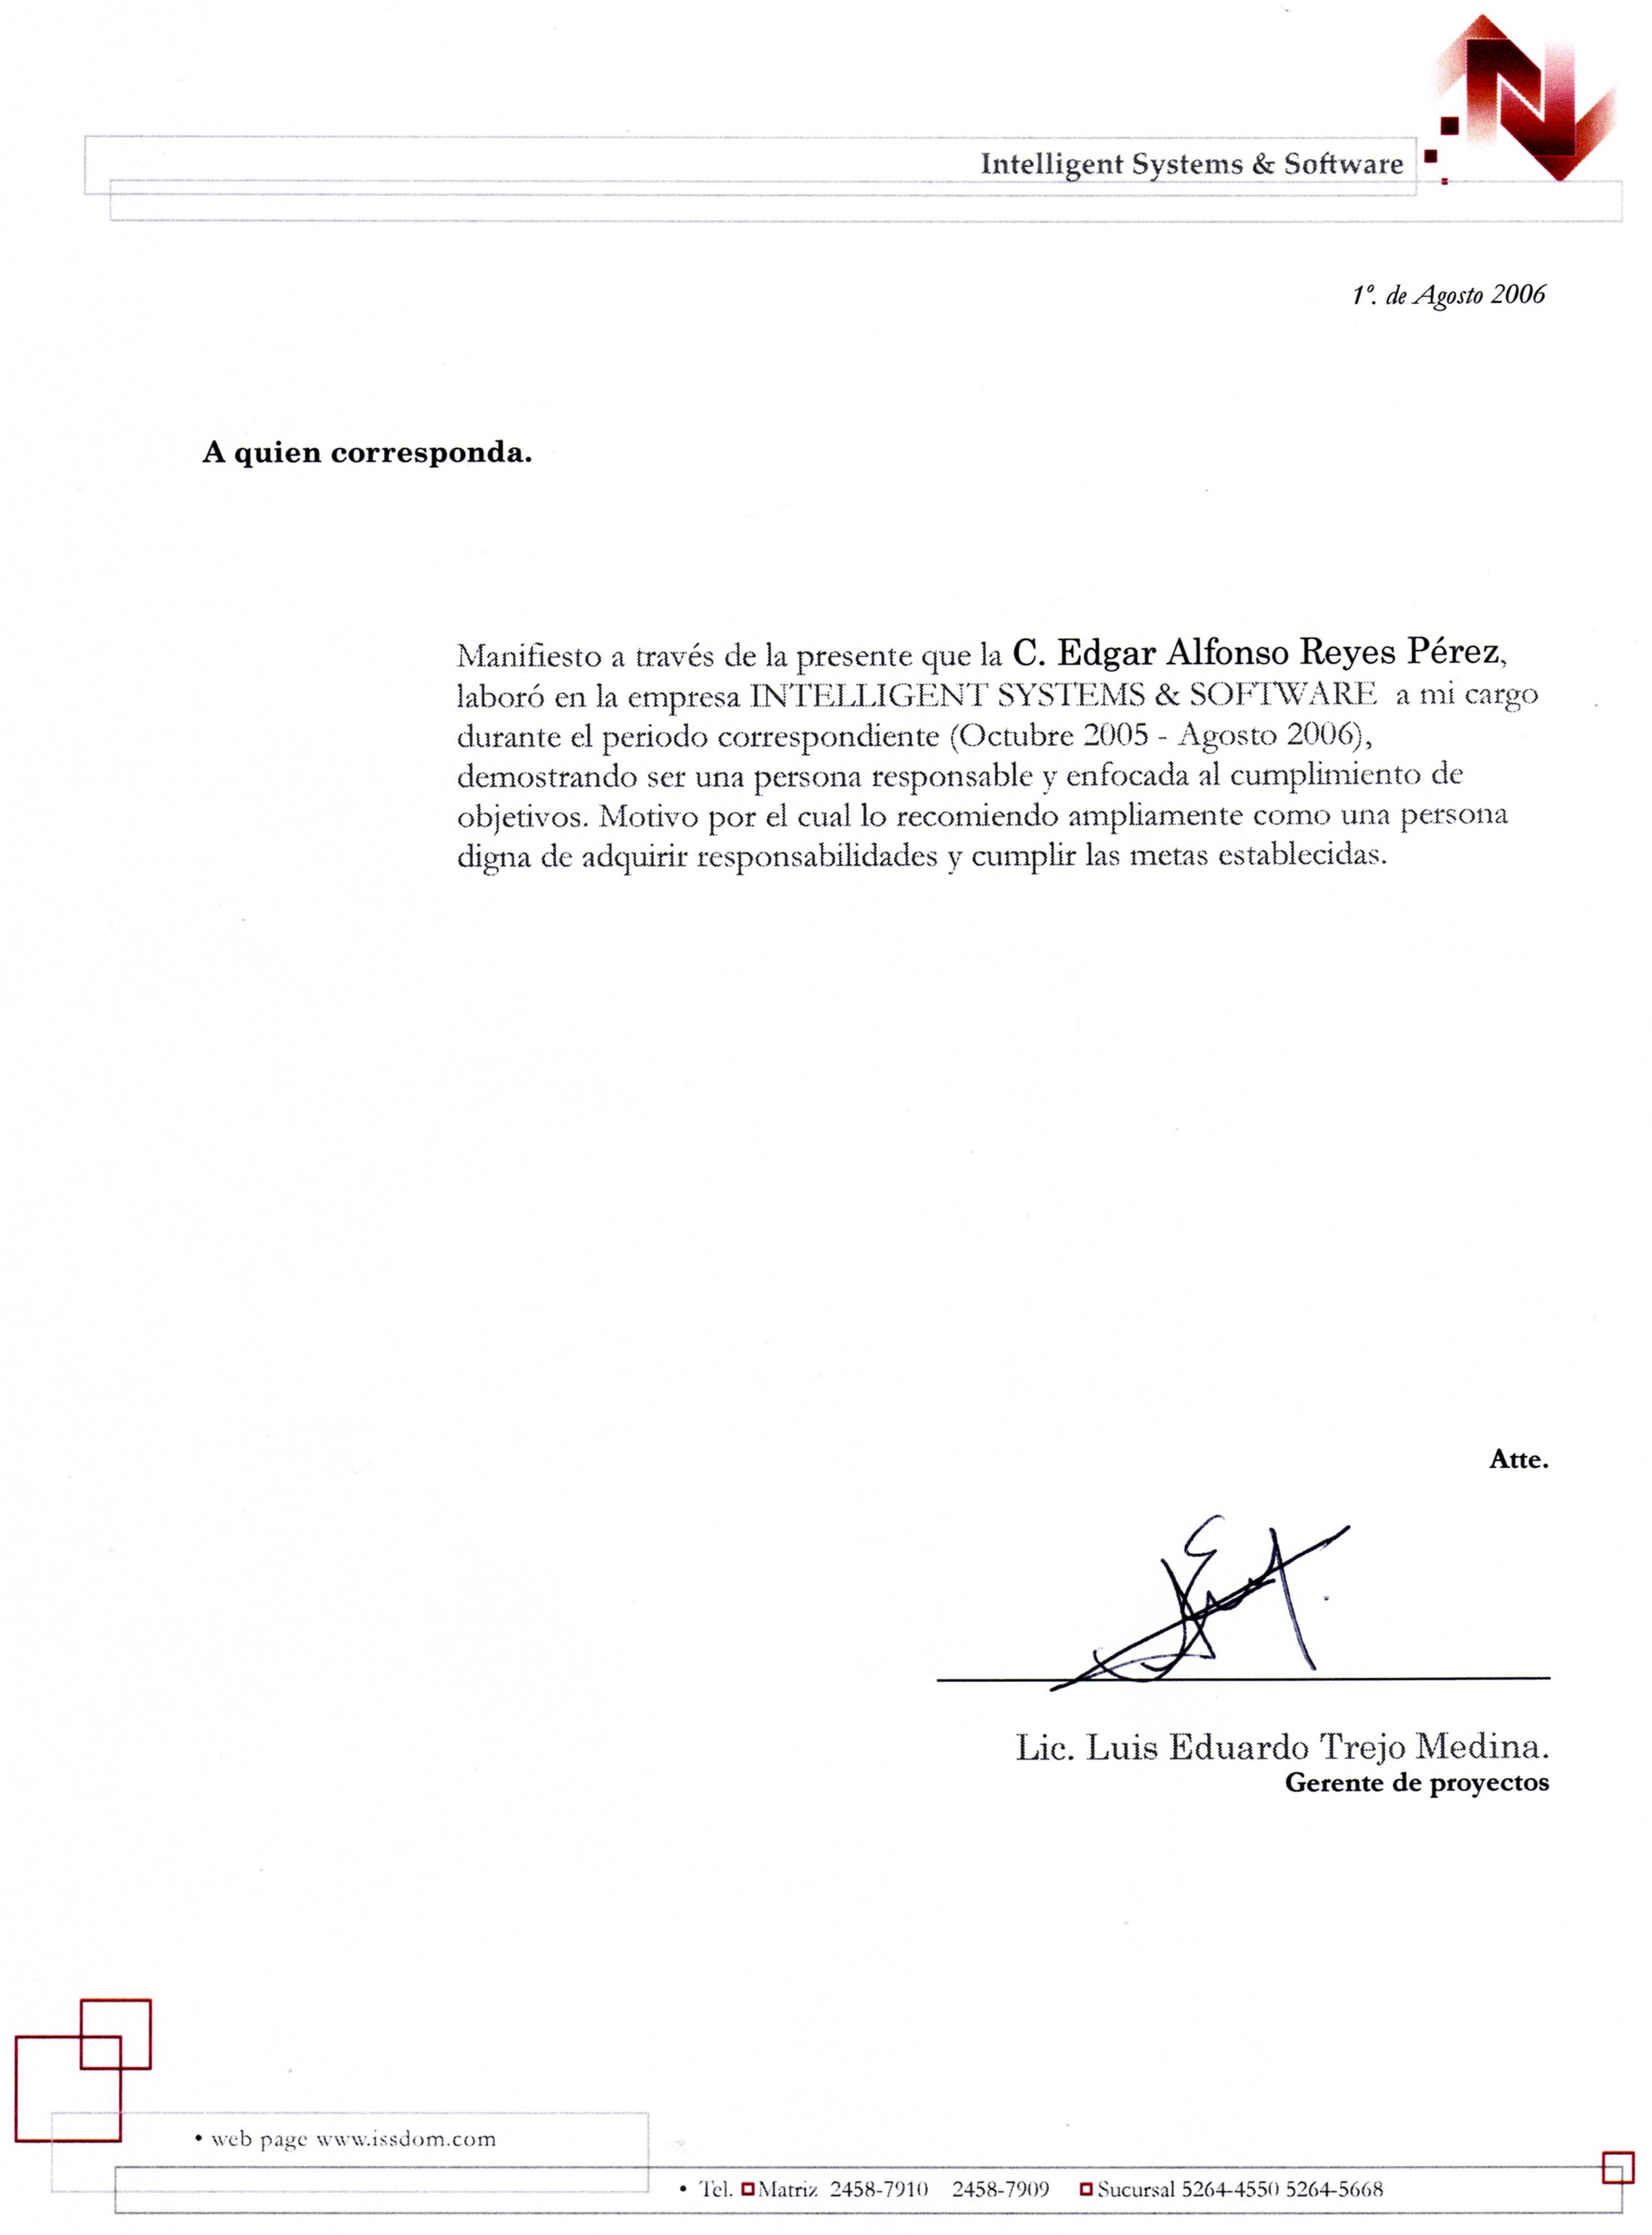 Intelligent Systems & Software
1º. de Agosto 2006
A quien corresponda.
Manifiesto a través de la presente que la C. Edgar Alfonso Reyes Pérez,
laboró en la empresa INTELLIGENT SYSTEMS & SOFTWARE a mi cargo
durante el periodo correspondiente (Octubre 2005 - Agosto 2006),
demostrando ser una persona responsable y enfocada al cumplimiento de
objetivos. Motivo por el cual lo recomiendo ampliamente como una persona
digna de adquirir responsabilidades y cumplir las metas establecidas.
Atte.
Lic. Luis Eduardo Trejo Medina.
Gerente de proyectos
• web page www.issdom.com
• Tel. Matriz 2458-7910 2458-7909 Sucursal 5264-4550 5264-5668